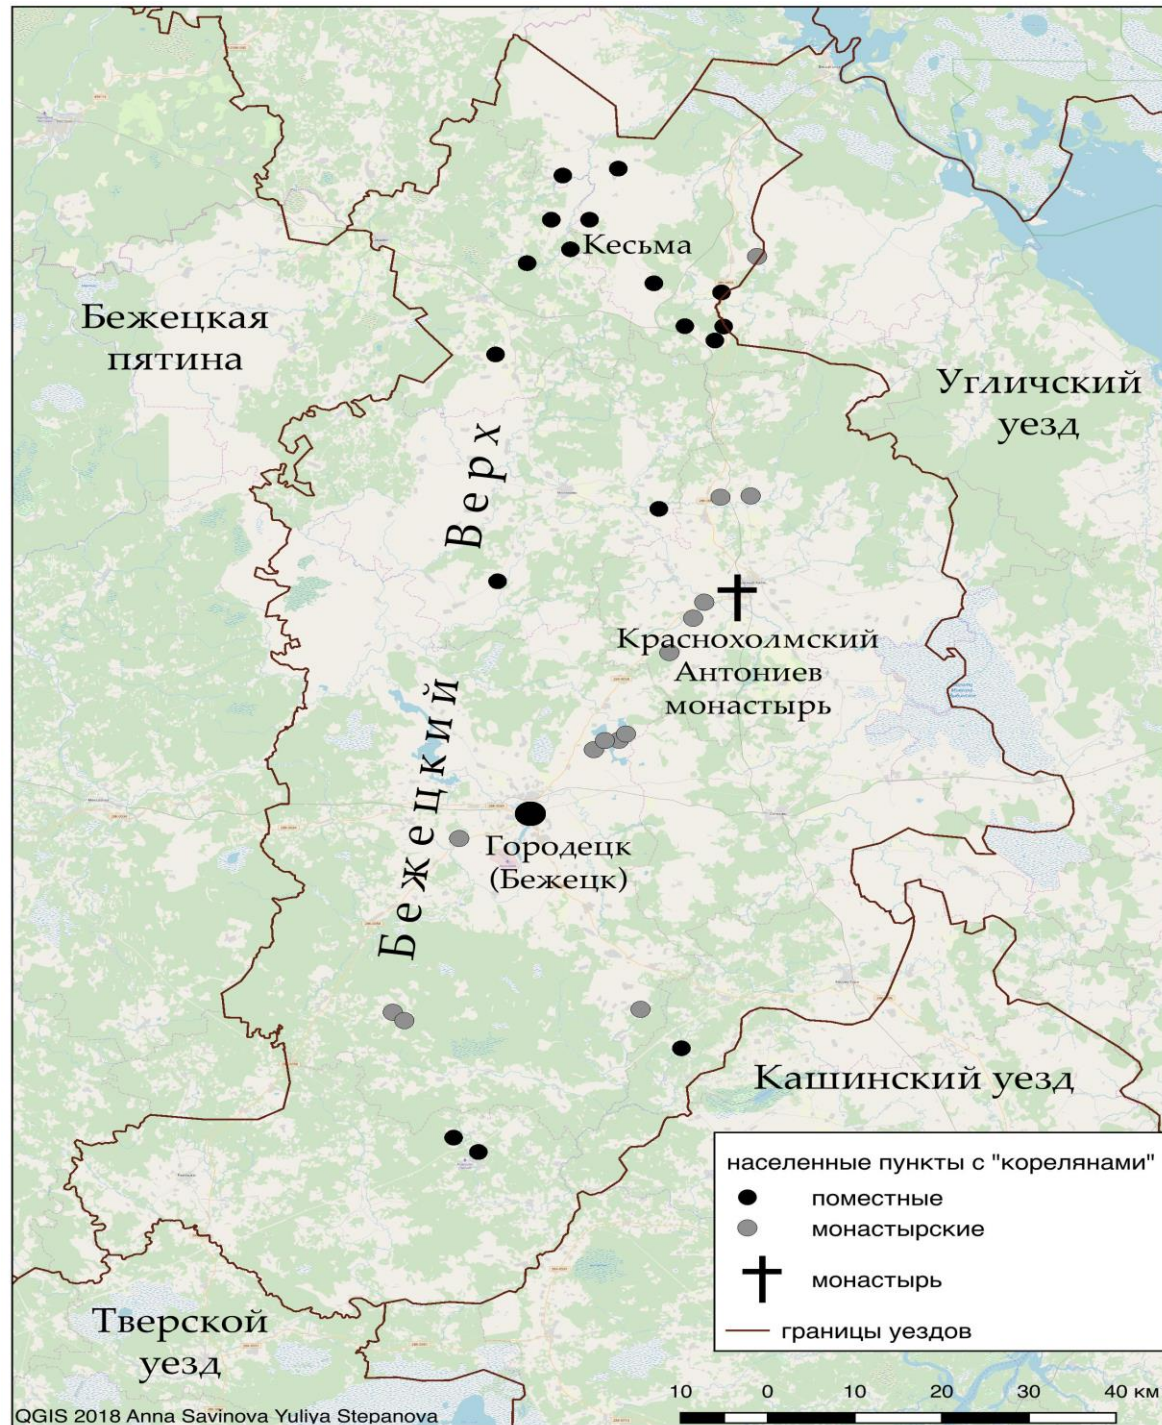 Кесьма
Бежецкая
пятина
Угличский
уезд
Бежецкий Верх
Краснохолмский
Антониев
монастырь
Городецк
(Бежецк)
Кашинский уезд
Тверской
уезд
населенные пункты с "корелянами"
поместные
монастырские
монастырь
границы уездов
10 0 10 20 30 40 км
QGIS 2018 Anna Savinova Yuliya Stepanova